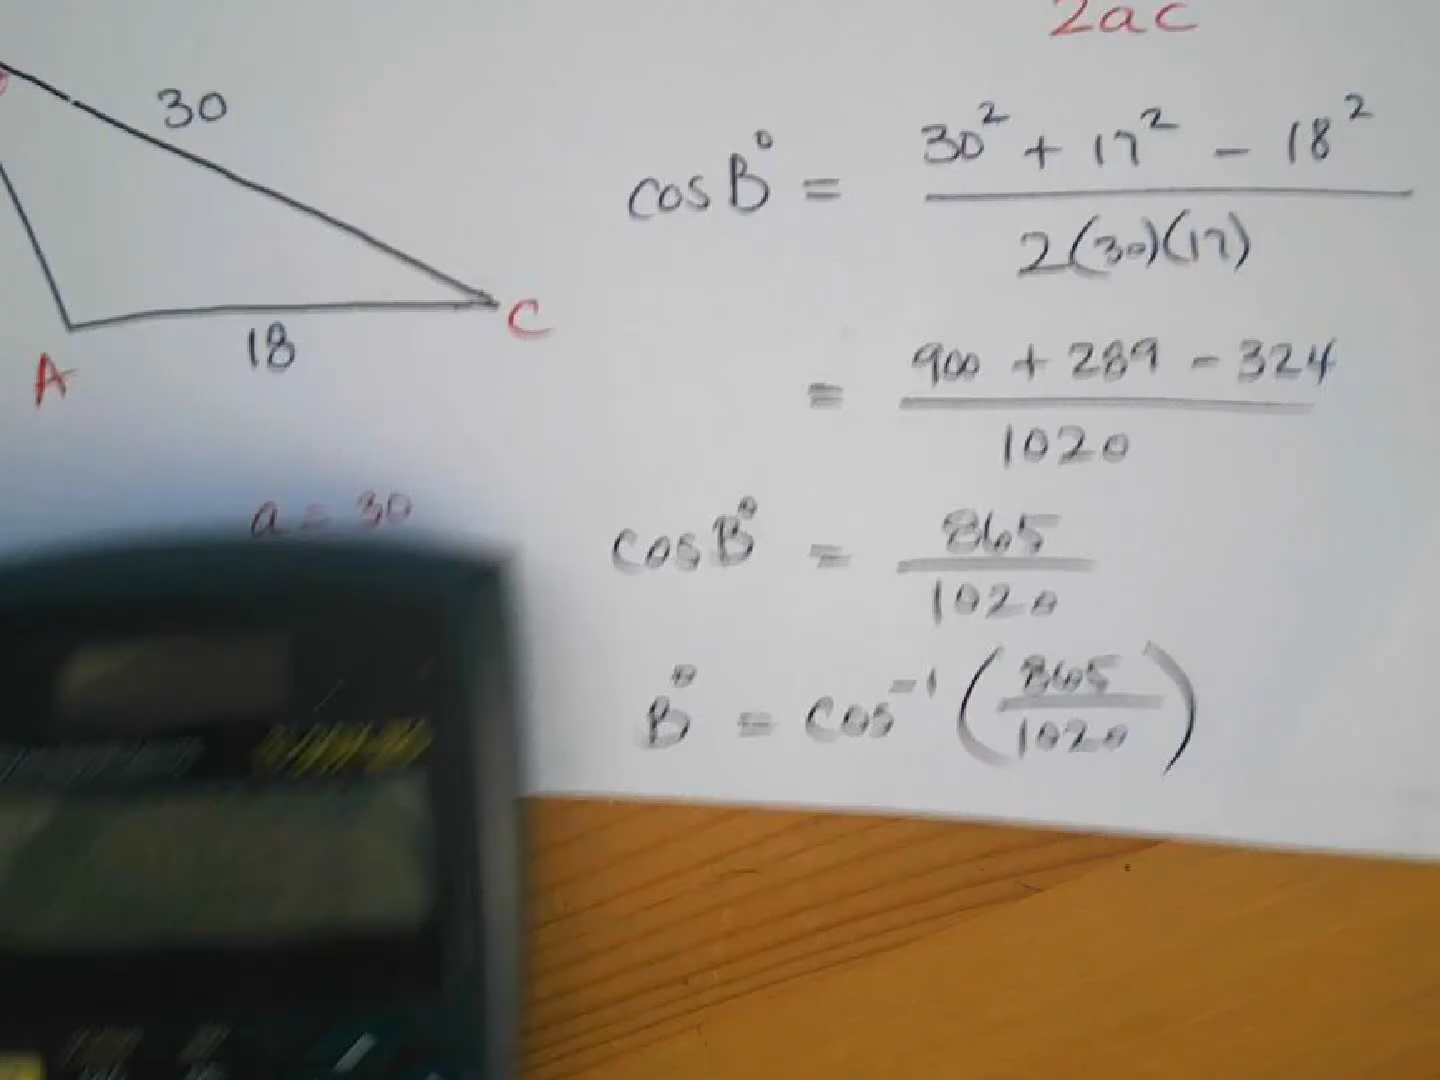 2ac
30
cos B° = 30² + 17² - 18² / 2(30)(17)
C
18
A
= 900 + 289 - 324 / 1020
a = 30
cos B° = 865 / 1020
B° = cos⁻¹ (865 / 1020)